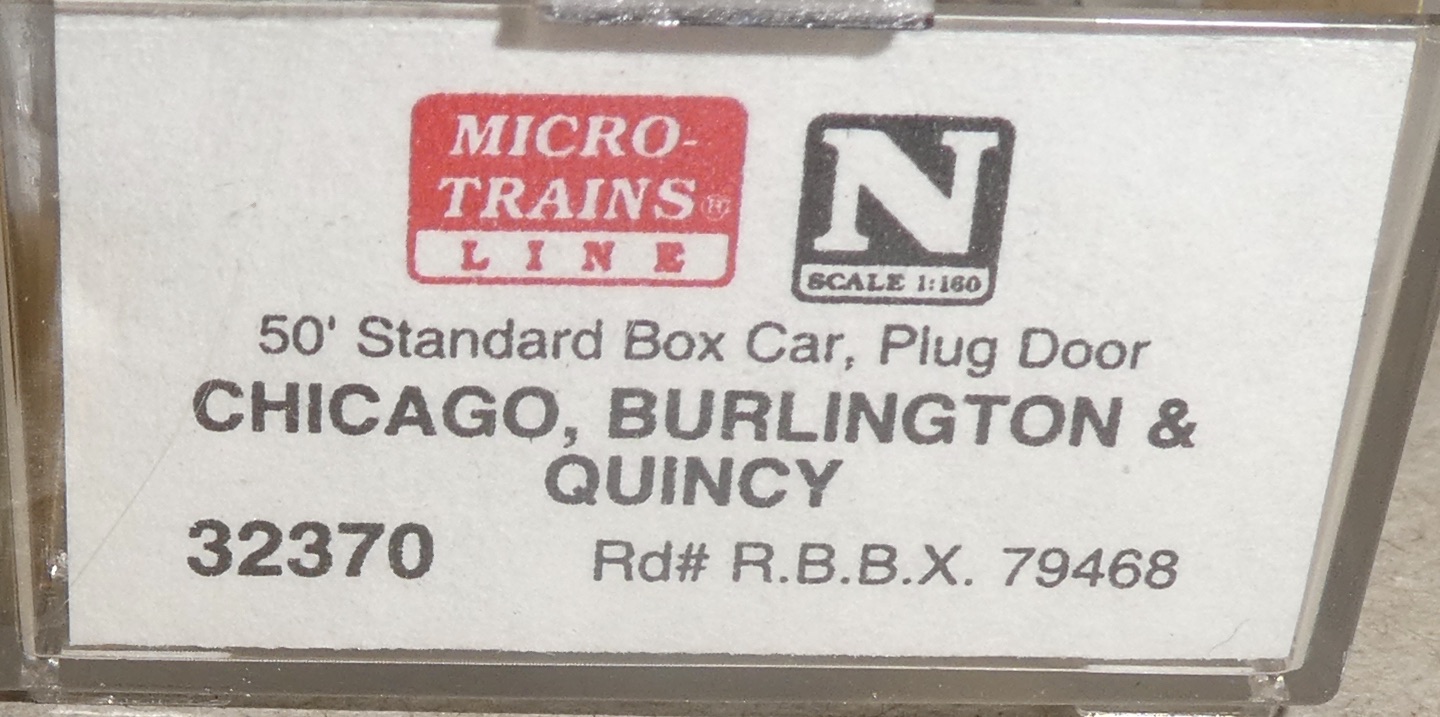 MICRO-
TRAINS®
LINE
N
SCALE 1:160
50' Standard Box Car, Plug Door
CHICAGO, BURLINGTON &
QUINCY
32370 Rd# R.B.B.X. 79468